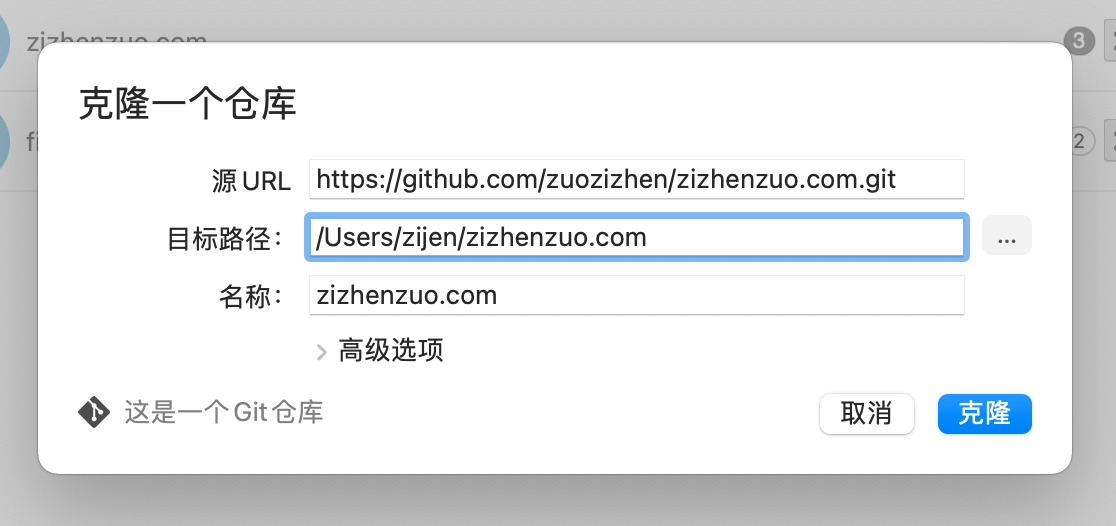 zizhenzuo.com
3
克隆一个仓库
fi
2
源 URL
https://github.com/zuozizhen/zizhenzuo.com.git
目标路径：
/Users/zijen/zizhenzuo.com
...
名称：
zizhenzuo.com
高级选项
这是一个 Git 仓库
取消
克隆